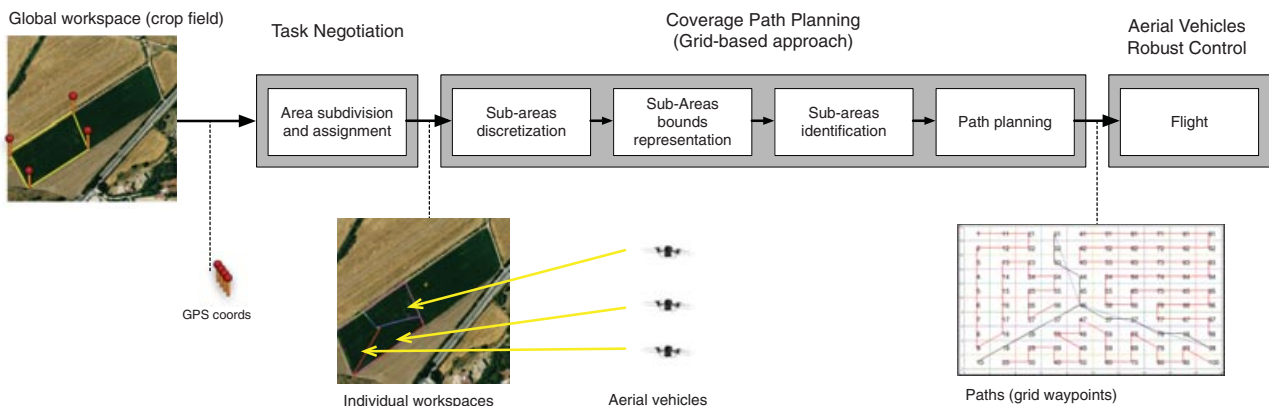 Global workspace (crop field)
Task Negotiation
Coverage Path Planning
(Grid-based approach)
Aerial Vehicles
Robust Control
Area subdivision
and assignment
Sub-areas
discretization
Sub-Areas
bounds
representation
Sub-areas
identification
Path planning
Flight
GPS coords
Individual workspaces
Aerial vehicles
Paths (grid waypoints)